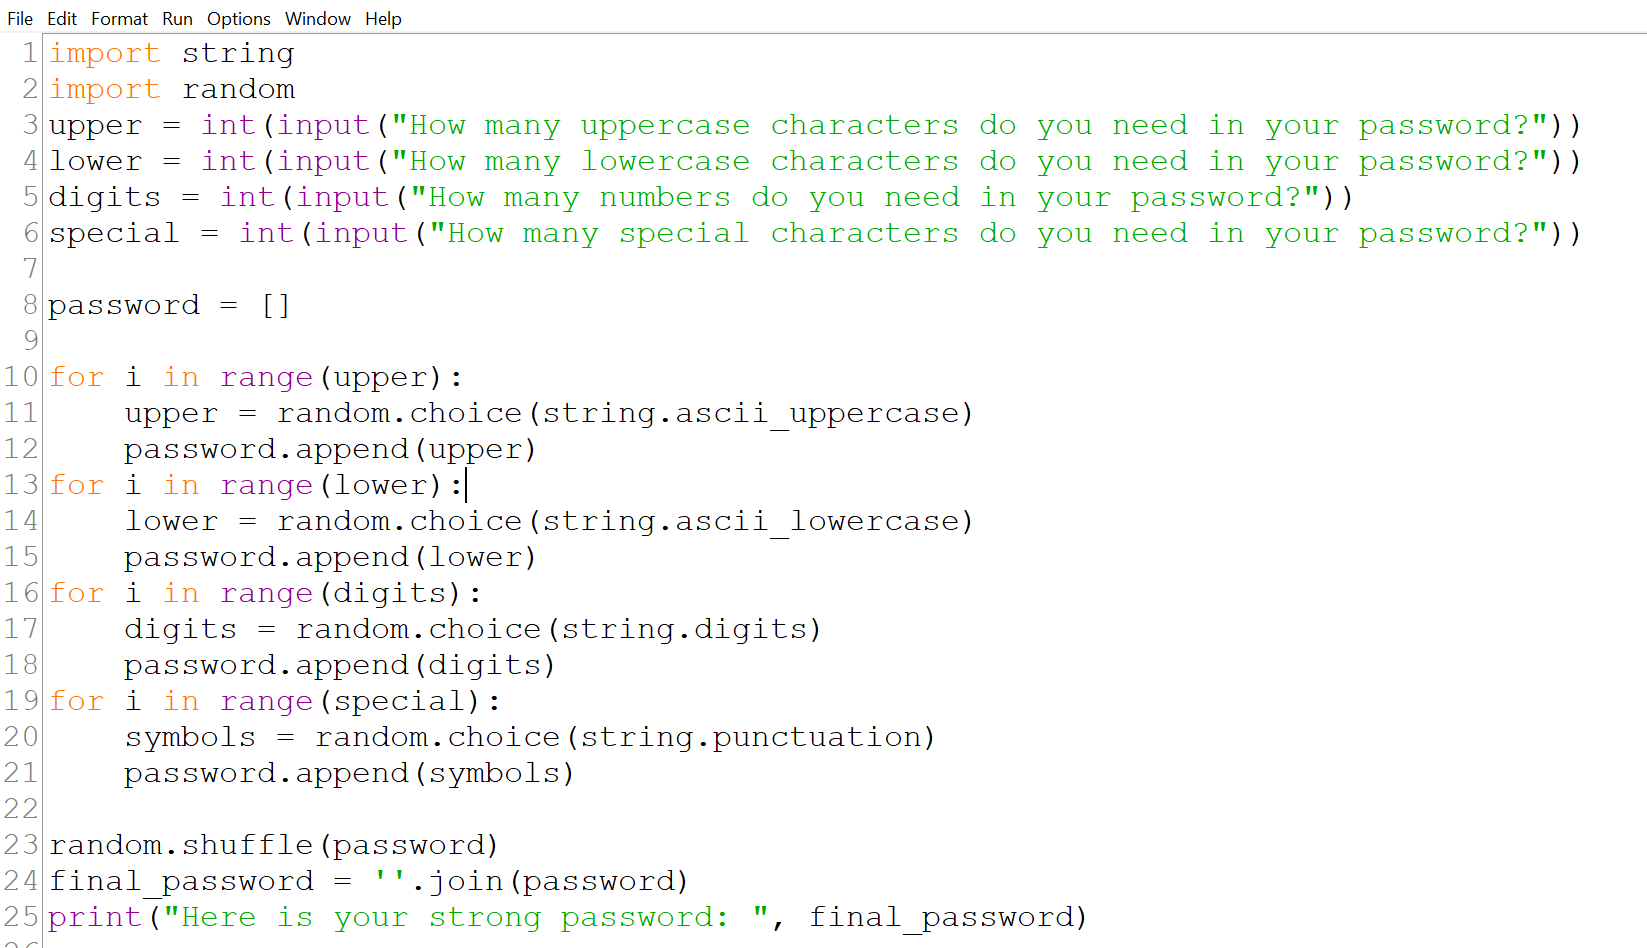 File Edit Format Run Options Window Help
1 import string
2 import random
3 upper = int(input("How many uppercase characters do you need in your password?"))
4 lower = int(input("How many lowercase characters do you need in your password?"))
5 digits = int(input("How many numbers do you need in your password?"))
6 special = int(input("How many special characters do you need in your password?"))
7
8 password = []
9
10 for i in range(upper):
11     upper = random.choice(string.ascii_uppercase)
12     password.append(upper)
13 for i in range(lower):
14     lower = random.choice(string.ascii_lowercase)
15     password.append(lower)
16 for i in range(digits):
17     digits = random.choice(string.digits)
18     password.append(digits)
19 for i in range(special):
20     symbols = random.choice(string.punctuation)
21     password.append(symbols)
22
23 random.shuffle(password)
24 final_password = ''.join(password)
25 print("Here is your strong password: ", final_password)